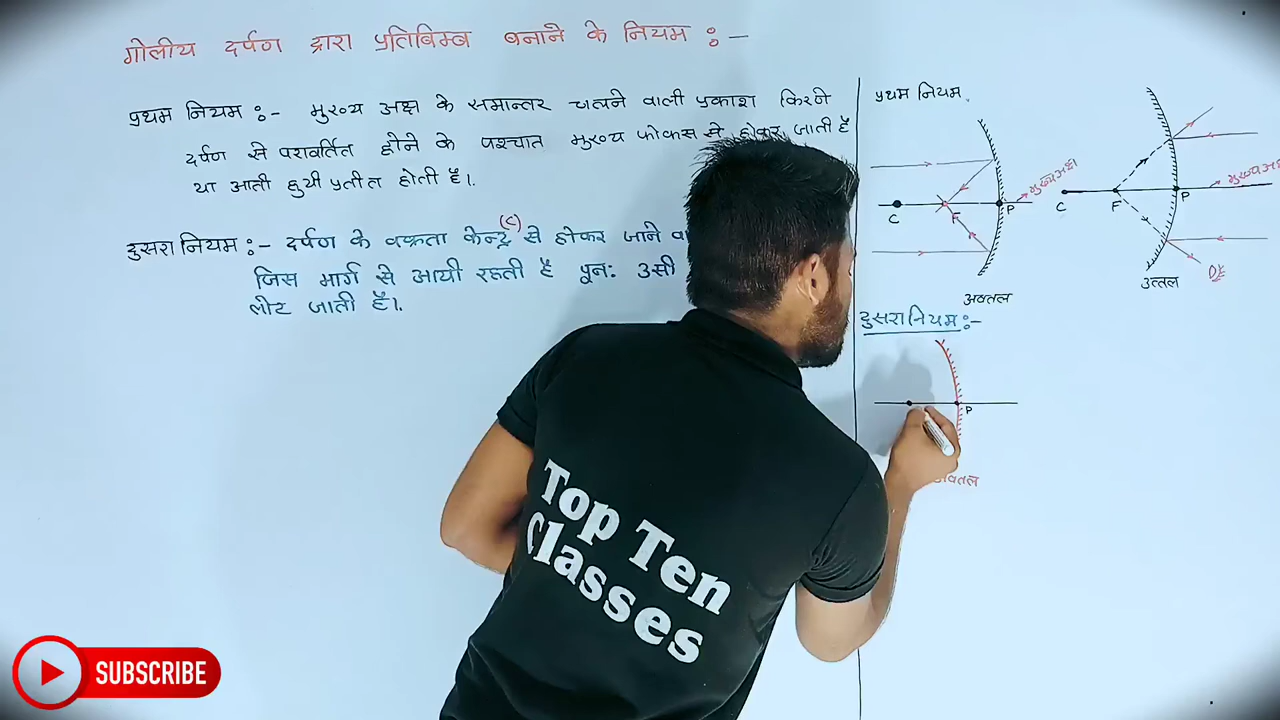 गोलीय दर्पण द्वारा प्रतिबिम्ब बनाने के नियम :-
प्रथम नियम :- मुख्य अक्ष के समान्तर चलने वाली प्रकाश किरणे
दर्पण से परावर्तित होने के पश्चात मुख्य फोकस से होकर जाती है
या आती हुयी प्रतीत होती है।
दुसरा नियम :- दर्पण के वक्रता केन्द्र (C) से होकर जाने
जिस मार्ग से आयी रहती है पून: उसी
लौट जाती है।
प्रथम नियम.
मुख्य अक्ष
C F P
अवतल
मुख्य अक्ष
C F P
उत्तल
दुसरा नियम :-
P
अवतल
Top Ten
Classes
SUBSCRIBE